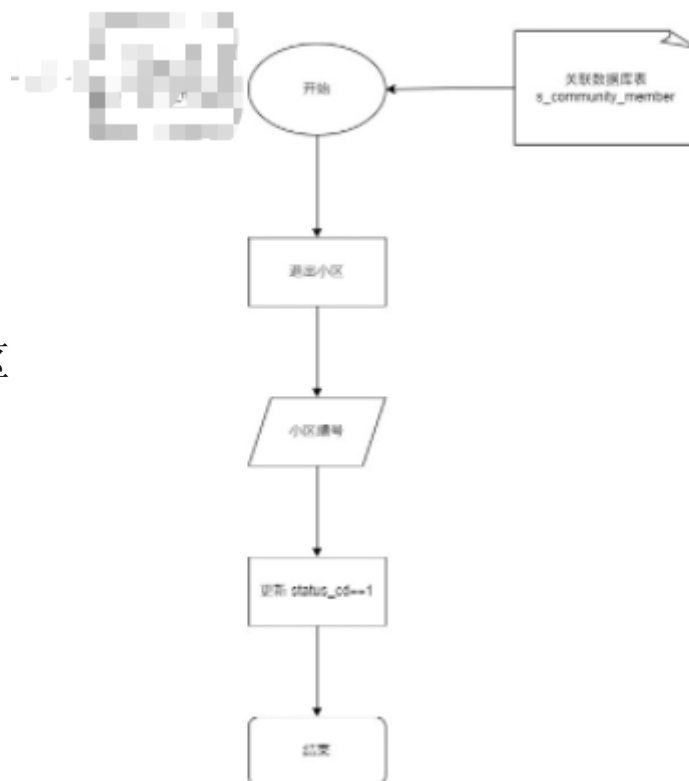 开始
关联数据库表
s_community_member
退出小区
小区编号
更新 status_cd==1
结束